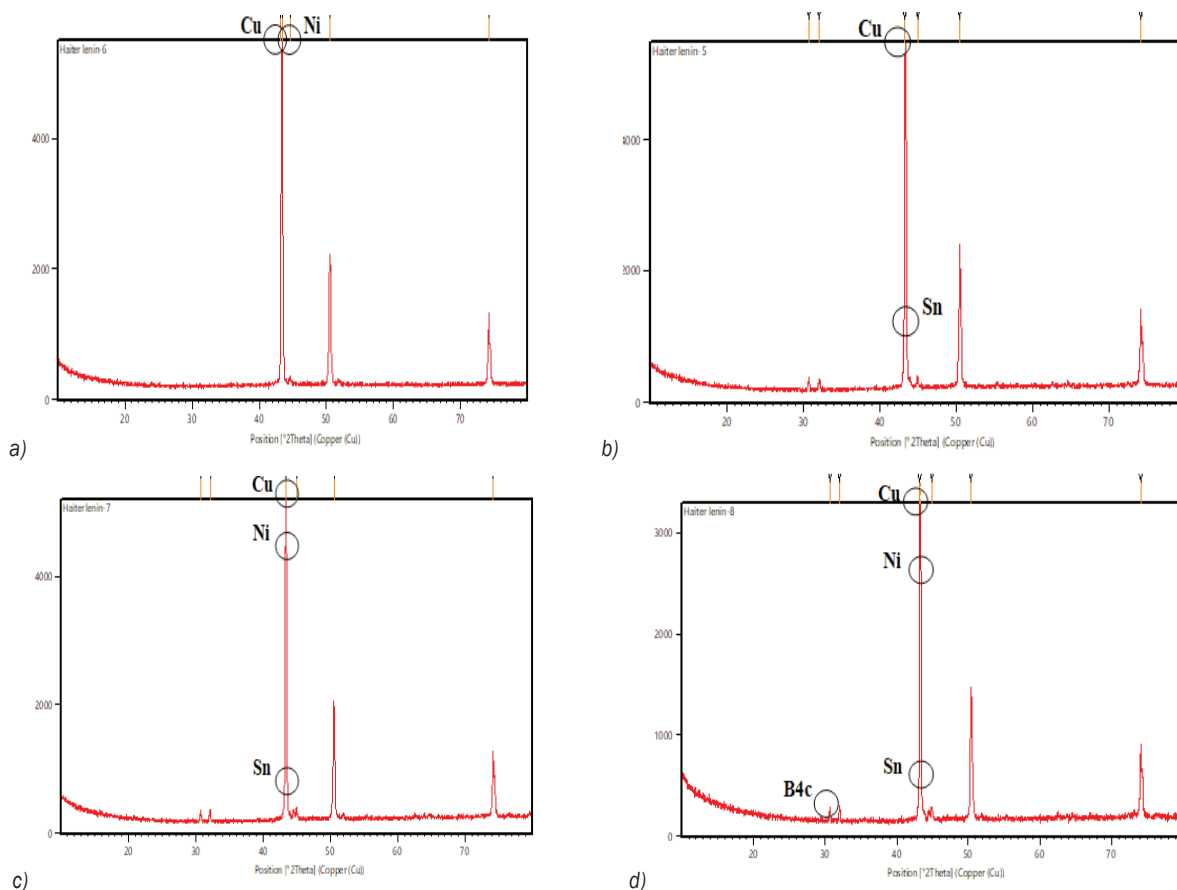 Cu Ni
Haiter lenin-6
4000
2000
0
20 30 40 50 60 70
Position [°2Theta] (Copper (Cu))
a)
Cu
Haiter lenin-5
4000
Sn
2000
0
20 30 40 50 60 70
Position [°2Theta] (Copper (Cu))
b)
Cu
Haiter lenin-7
Ni
4000
2000
Sn
0
20 30 40 50 60 70
Position [°2Theta] (Copper (Cu))
c)
Cu
Haiter lenin-8
3000
Ni
2000
1000
Sn
B4c
0
20 30 40 50 60 70
Position [°2Theta] (Copper (Cu))
d)